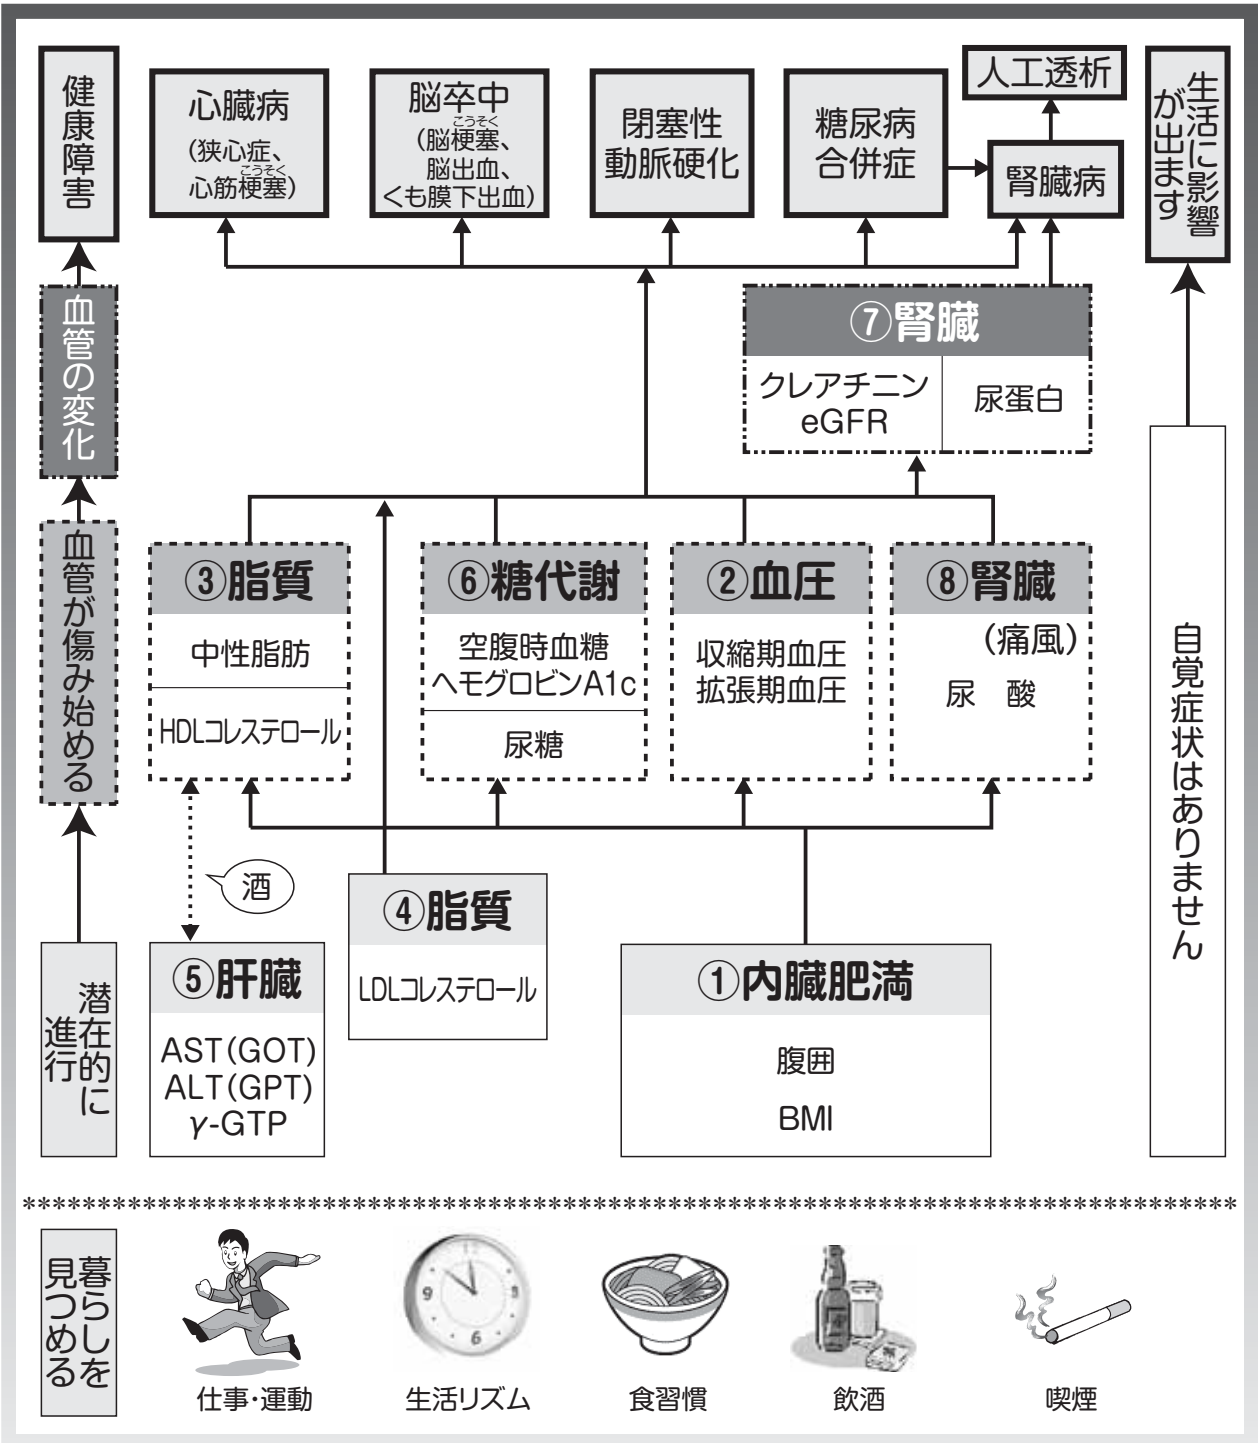 健康障害
心臓病
(狭心症、
こうそく
心筋梗塞)
脳卒中
こうそく
(脳梗塞、
脳出血、
くも膜下出血)
閉塞性
動脈硬化
糖尿病
合併症
人工透析
腎臓病
生活に影響
が出ます
血管の変化
⑦腎臓
クレアチニン
eGFR
尿蛋白
血管が傷み始める
③脂質
中性脂肪
HDLコレステロール
⑥糖代謝
空腹時血糖
ヘモグロビンA1c
尿糖
②血圧
収縮期血圧
拡張期血圧
⑧腎臓
(痛風)
尿 酸
自覚症状はありません
酒
潜在的に
進行
⑤肝臓
AST(GOT)
ALT(GPT)
γ-GTP
④脂質
LDLコレステロール
①内臓肥満
腹囲
BMI
*********************************************************************************
暮らしを
見つめる
12
9
6
仕事・運動
生活リズム
食習慣
飲酒
喫煙